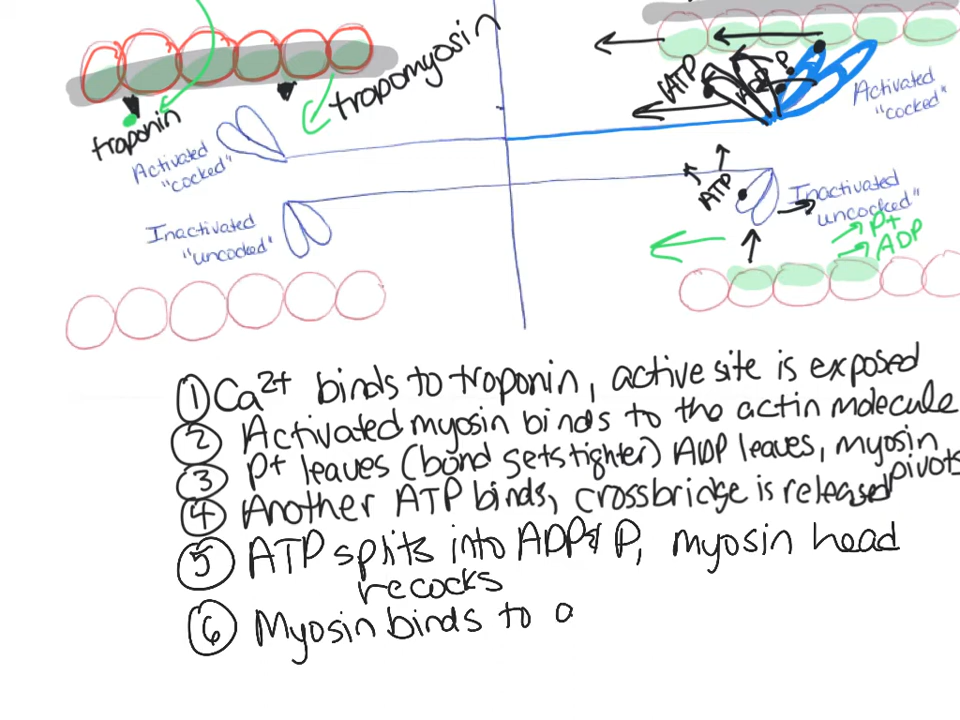 tropomyosin
troponin
Activated
"cocked"
Inactivated
"uncocked"
ATP
ADP P
Activated
"cocked"
ATP
Inactivated
uncocked"
P+
ADP
① Ca2+ binds to troponin, active site is exposed
② Activated myosin binds to the actin molecule
③ P+ leaves (bond sets tighter) ADP leaves, myosin pivots
④ Another ATP binds, crossbridge is released
⑤ ATP splits into ADP & P, myosin head
recocks
⑥ Myosin binds to a